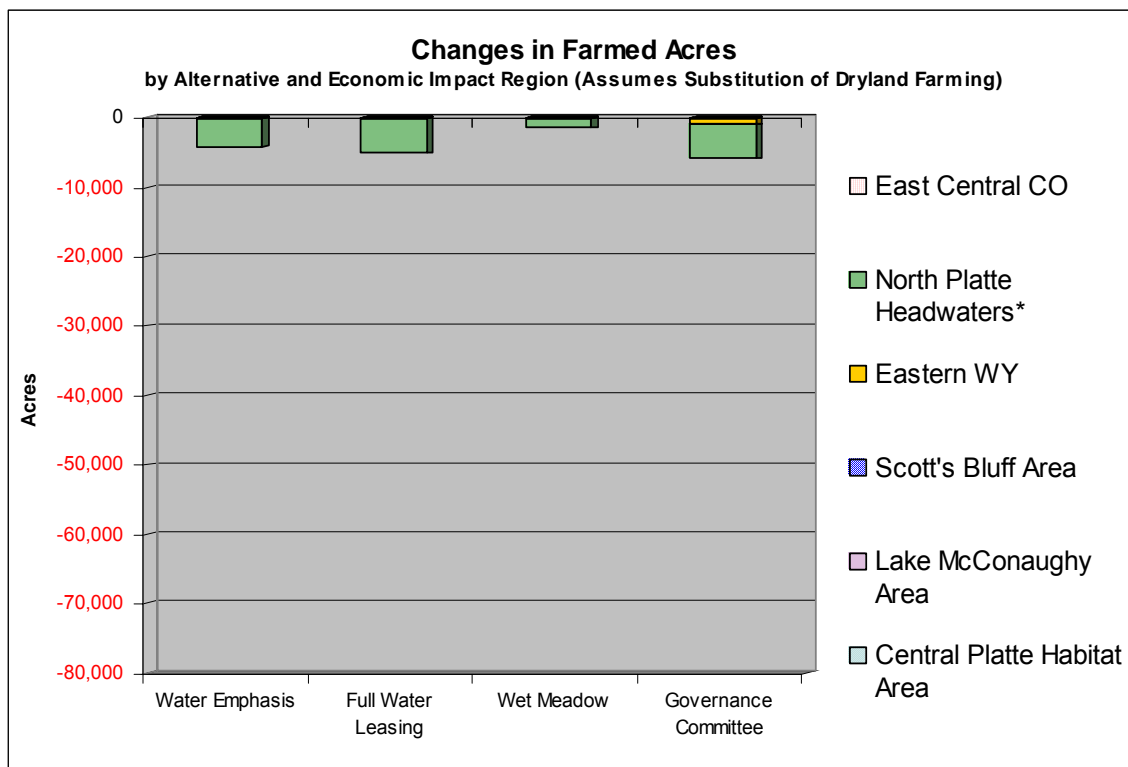 Changes in Farmed Acres
by Alternative and Economic Impact Region (Assumes Substitution of Dryland Farming)
0
-10,000
-20,000
-30,000
-40,000
-50,000
-60,000
-70,000
-80,000
Acres
Water Emphasis
Full Water
Leasing
Wet Meadow
Governance
Committee
East Central CO
North Platte
Headwaters*
Eastern WY
Scott's Bluff Area
Lake McConaughy
Area
Central Platte Habitat
Area